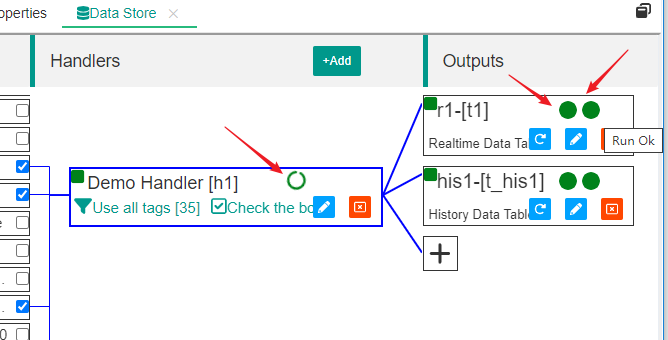 operties
Data Store
Handlers
+Add
Outputs
r1-[t1]
Realtime Data Ta
Run Ok
Demo Handler [h1]
Use all tags [35] Check the bo
his1-[t_his1]
History Data Table
0